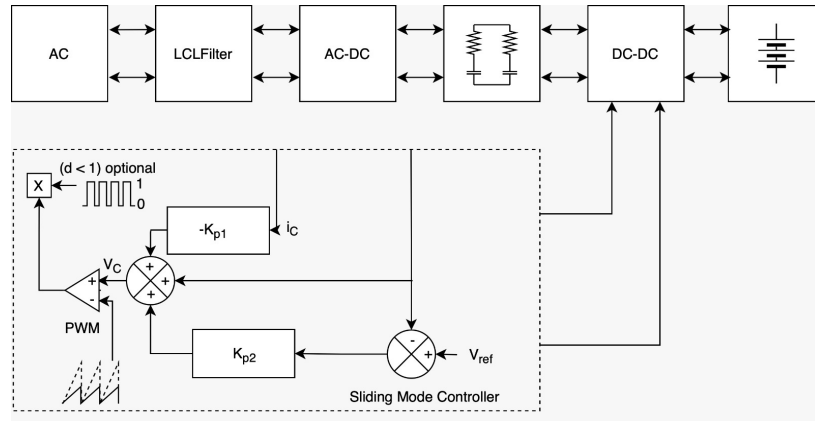 AC
LCLFilter
AC-DC
DC-DC
(d < 1) optional
X
1
0
-Kp1
iC
VC
+
+
+
+
-
+
PWM
Kp2
-
+
Vref
Sliding Mode Controller